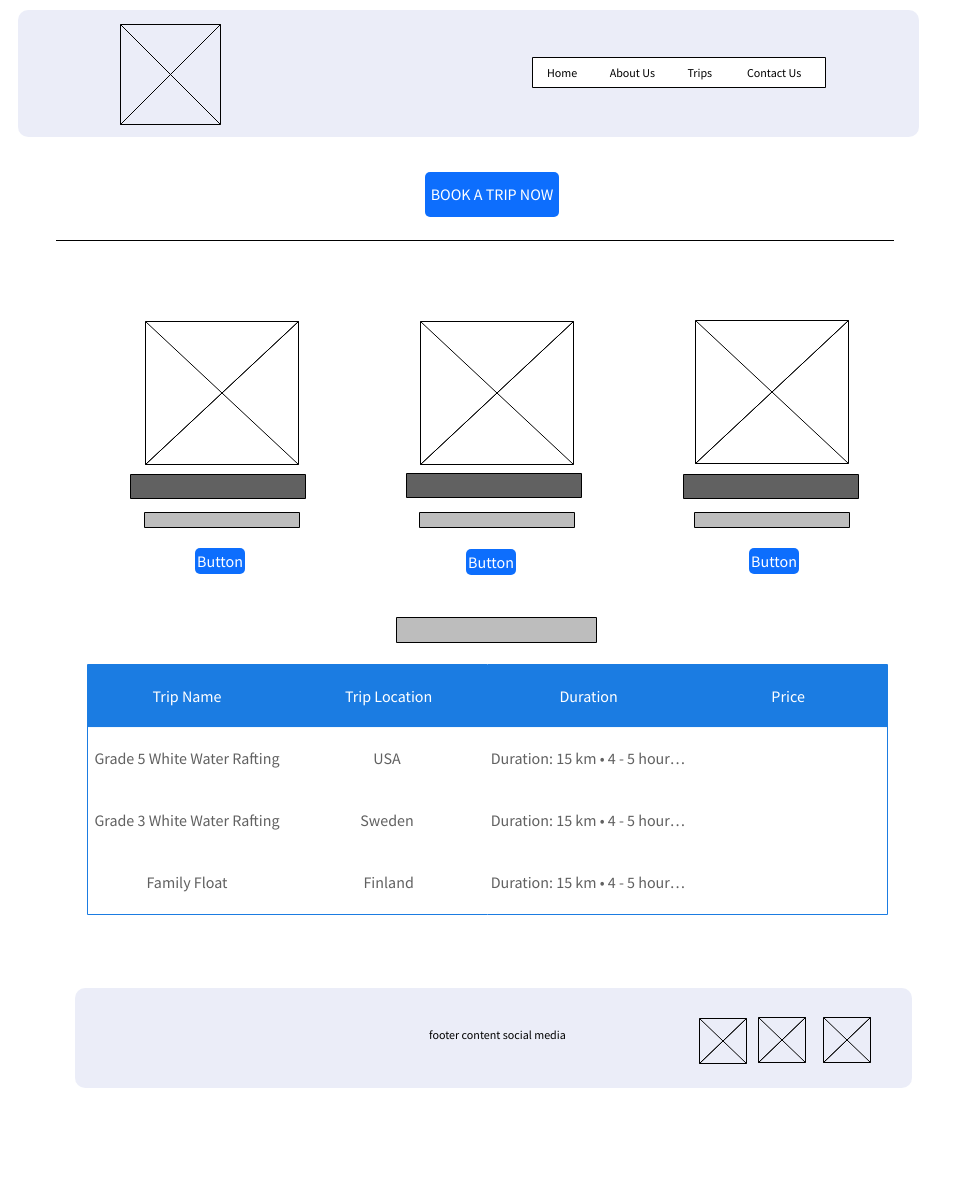 Home About Us Trips Contact Us
BOOK A TRIP NOW
Button Button Button
Trip Name Trip Location Duration Price
Grade 5 White Water Rafting USA Duration: 15 km • 4 - 5 hour…
Grade 3 White Water Rafting Sweden Duration: 15 km • 4 - 5 hour…
Family Float Finland Duration: 15 km • 4 - 5 hour…
footer content social media